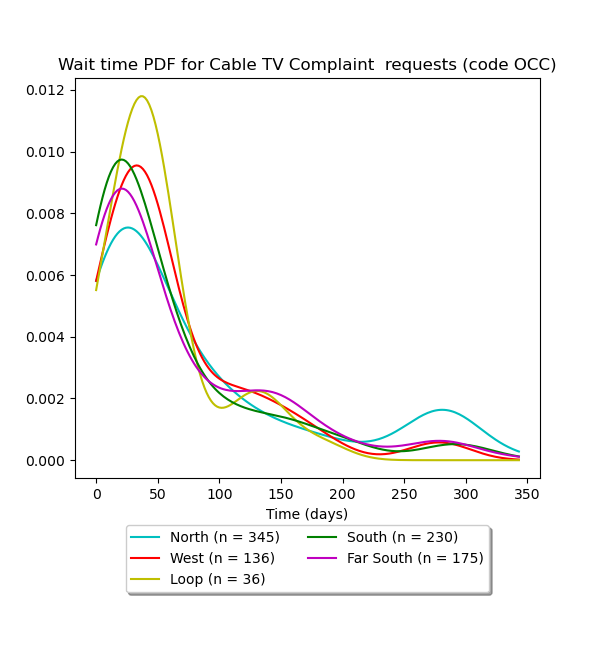 Wait time PDF for Cable TV Complaint  requests (code OCC)
0.012
0.010
0.008
0.006
0.004
0.002
0.000
0 50 100 150 200 250 300 350
Time (days)
North (n = 345) South (n = 230)
West (n = 136) Far South (n = 175)
Loop (n = 36)